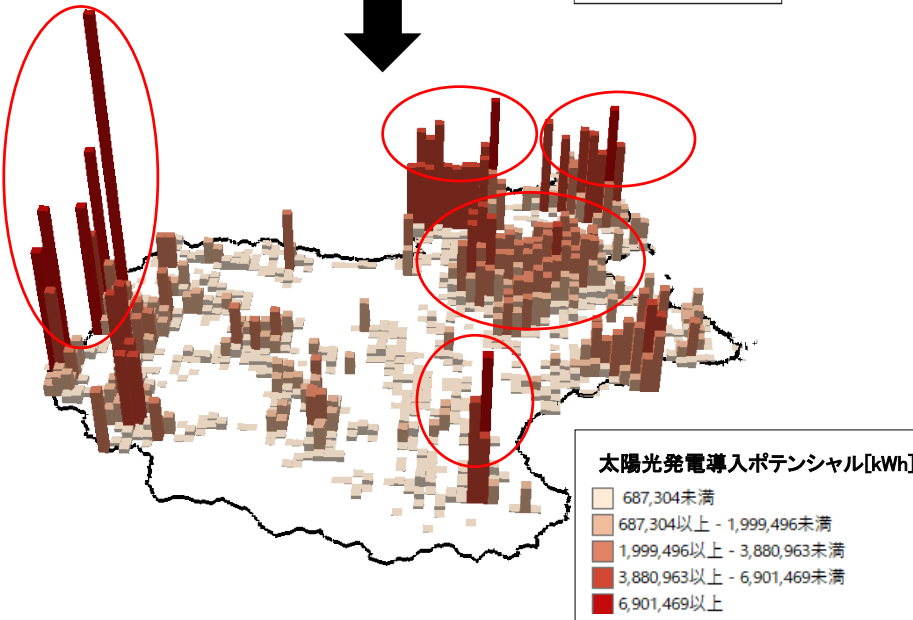 太陽光発電導入ポテンシャル[kWh]
687,304未満
687,304以上 - 1,999,496未満
1,999,496以上 - 3,880,963未満
3,880,963以上 - 6,901,469未満
6,901,469以上